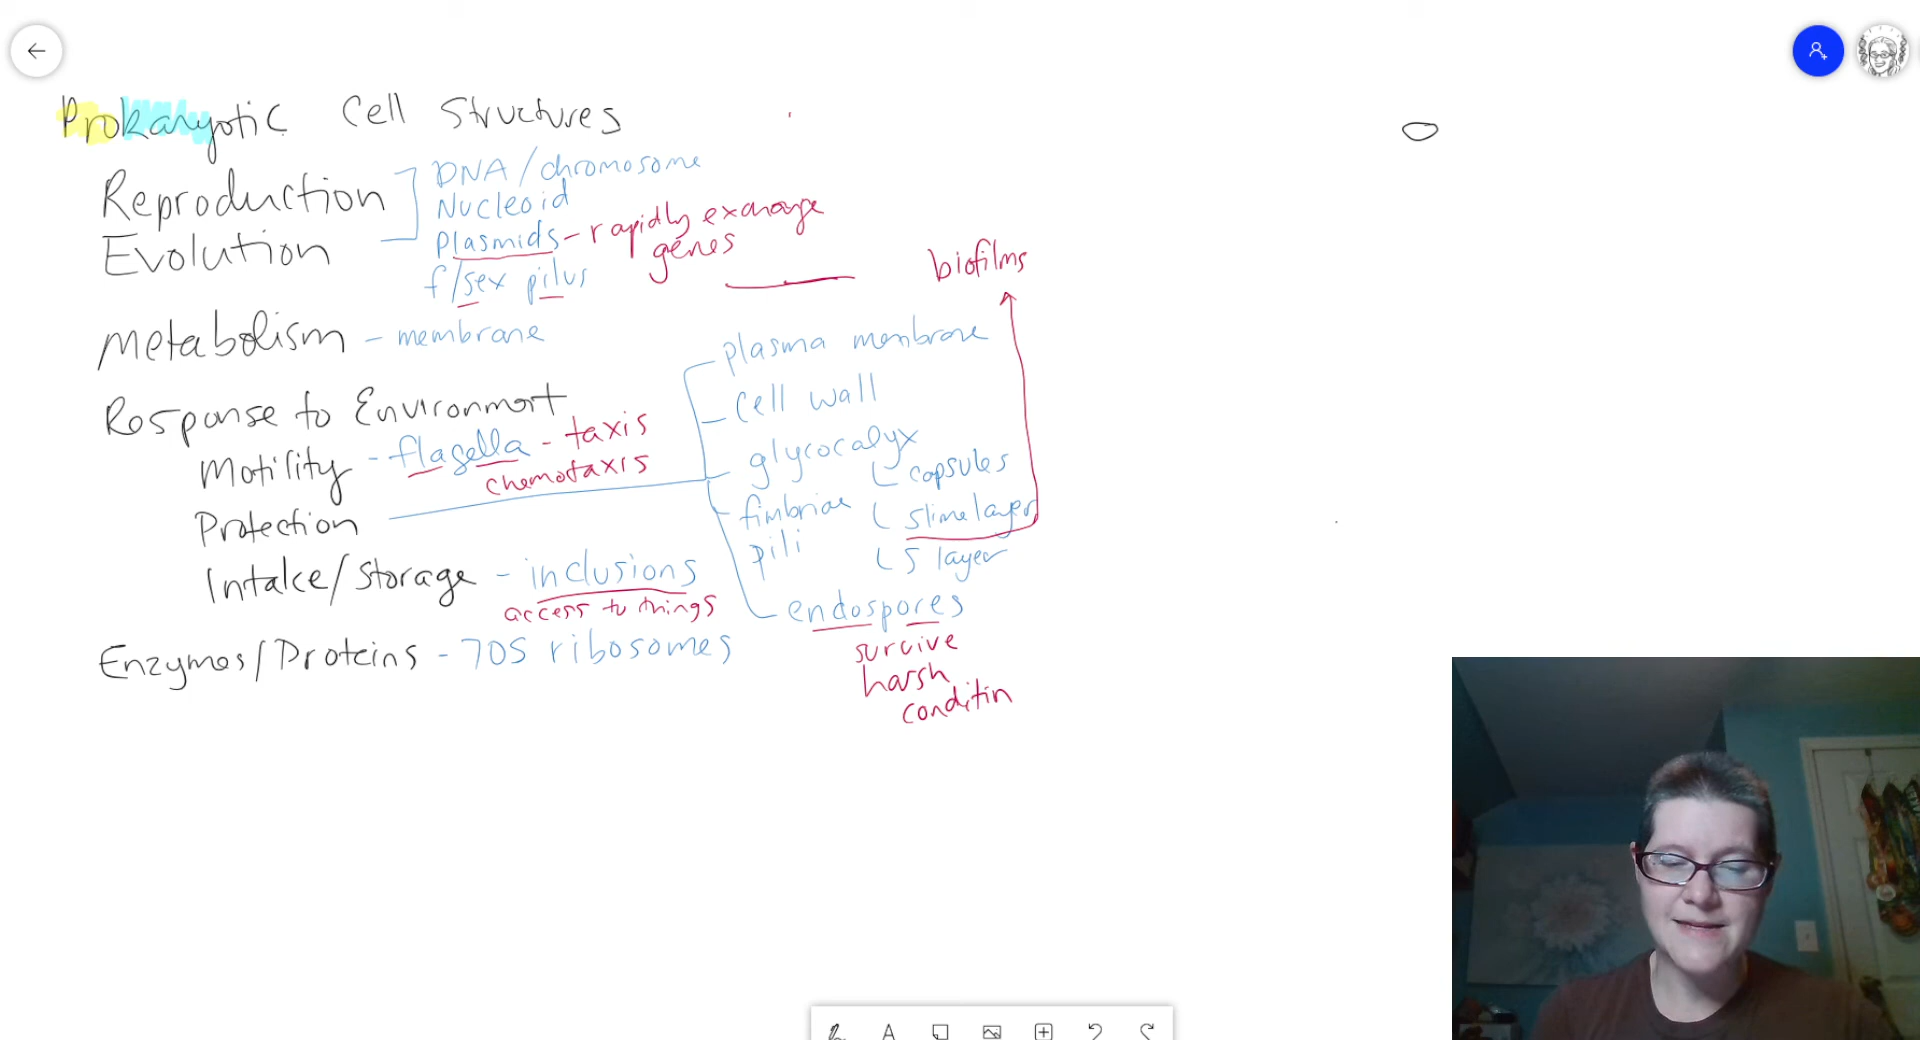 Prokaryotic Cell Structures
Reproduction
Evolution
DNA/chromosome
Nucleoid
Plasmids - rapidly exchange
genes
f/sex pilus
Metabolism - membrane
Response to Environment
Motility - flagella - taxis
chemotaxis
Protection
plasma membrane
cell wall
glycocalyx
capsules
slime layer
S layer
biofilms
fimbriae
pili
endospores
survive
harsh
conditin
Intake/Storage - inclusions
access to things
Enzymes/Proteins - 70S ribosomes
A